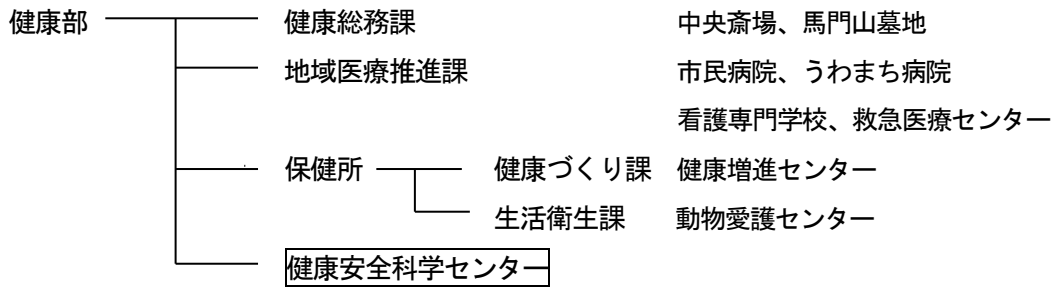 健康部 健康総務課 中央斎場、馬門山墓地
地域医療推進課 市民病院、うわまち病院
看護専門学校、救急医療センター
保健所 健康づくり課 健康増進センター
生活衛生課 動物愛護センター
健康安全科学センター